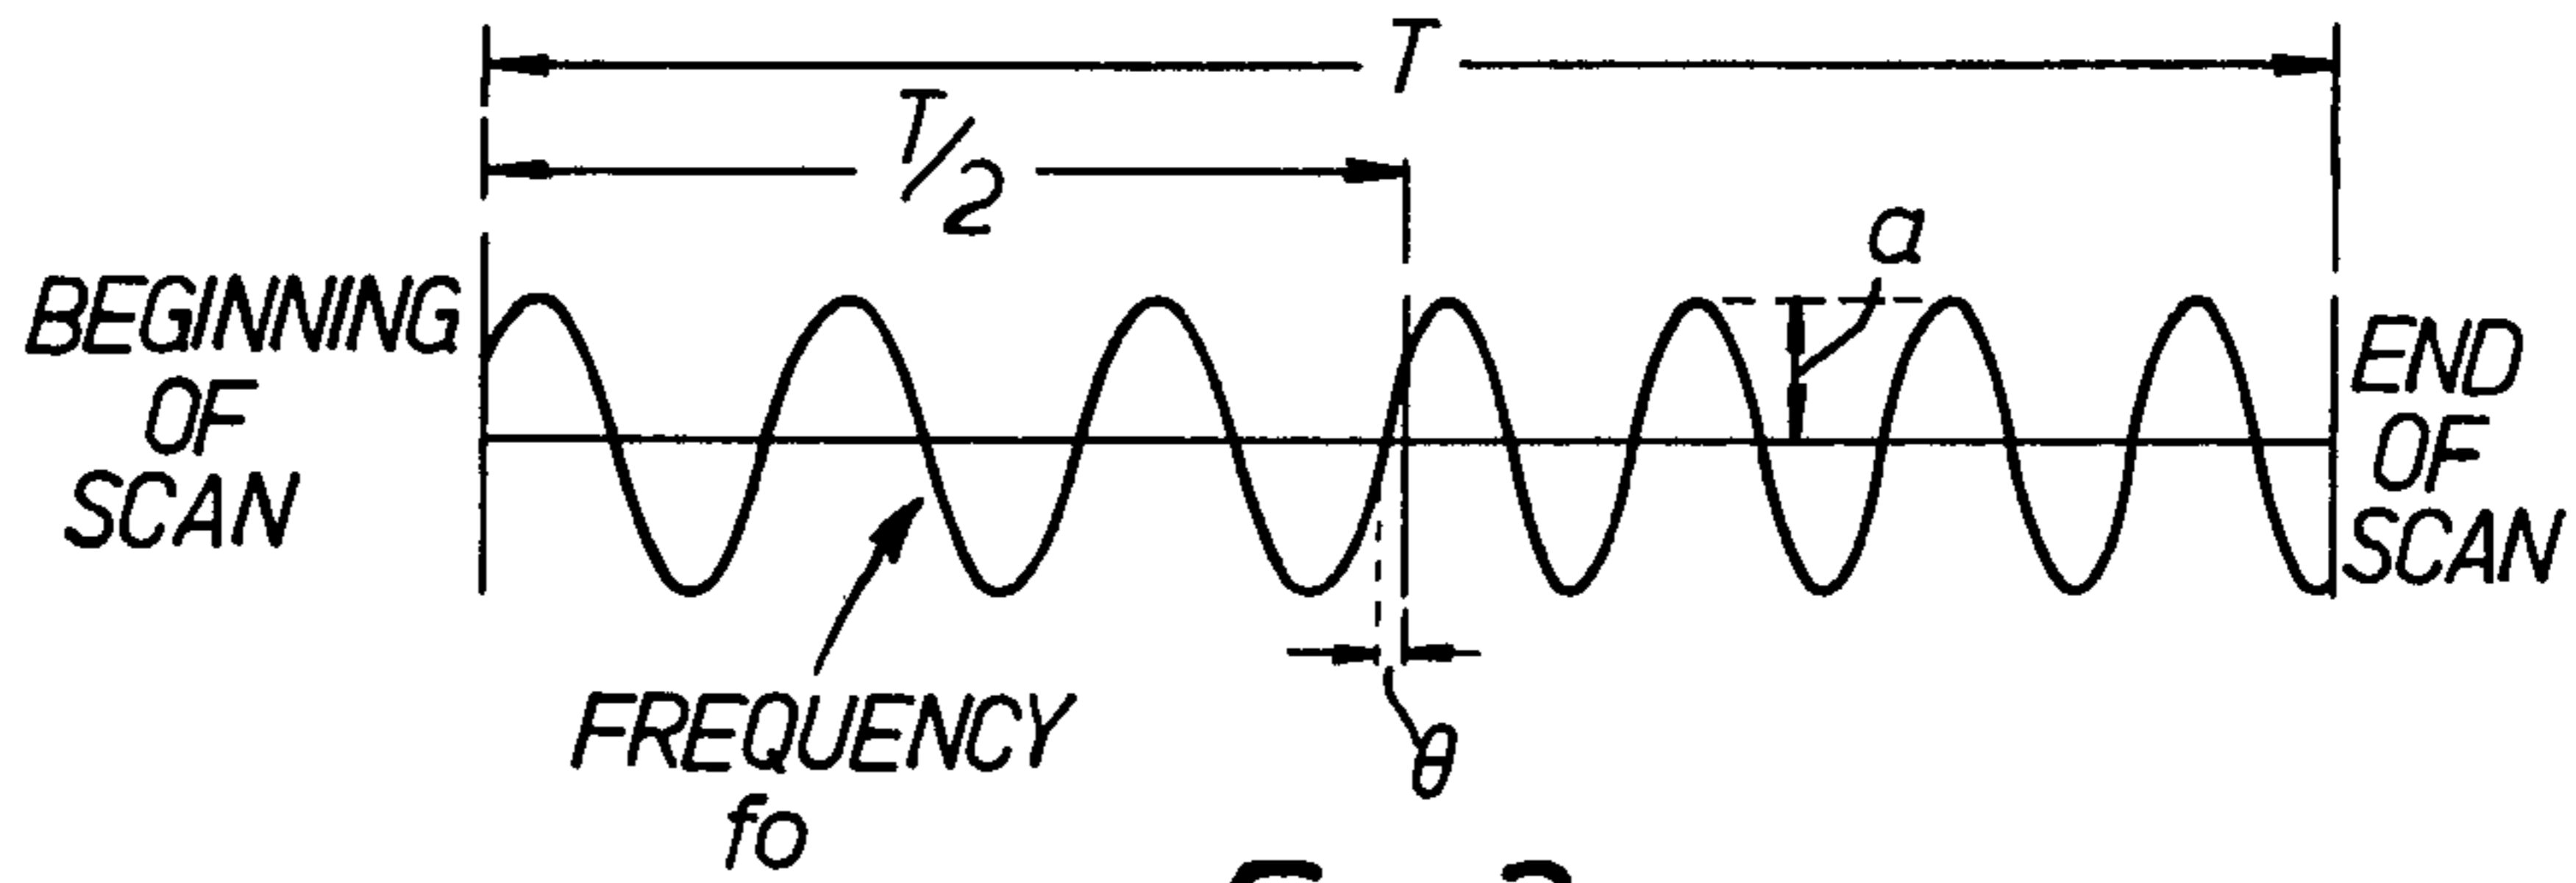 T
T/2
a
BEGINNING
OF
SCAN
END
OF
SCAN
FREQUENCY
fo
θ